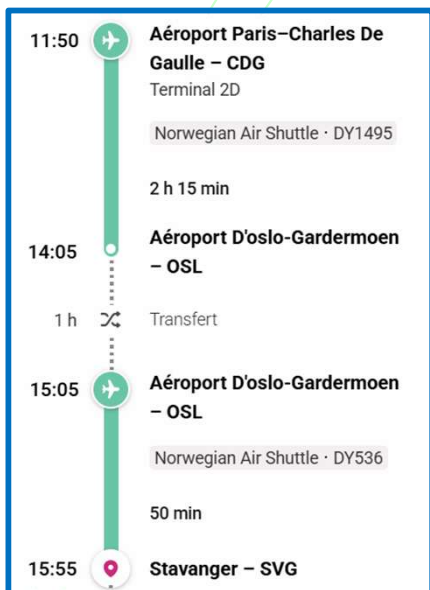 11:50 Aéroport Paris–Charles De
Gaulle – CDG
Terminal 2D
Norwegian Air Shuttle · DY1495
2 h 15 min
14:05 Aéroport D'oslo-Gardermoen
– OSL
1 h Transfert
15:05 Aéroport D'oslo-Gardermoen
– OSL
Norwegian Air Shuttle · DY536
50 min
15:55 Stavanger – SVG